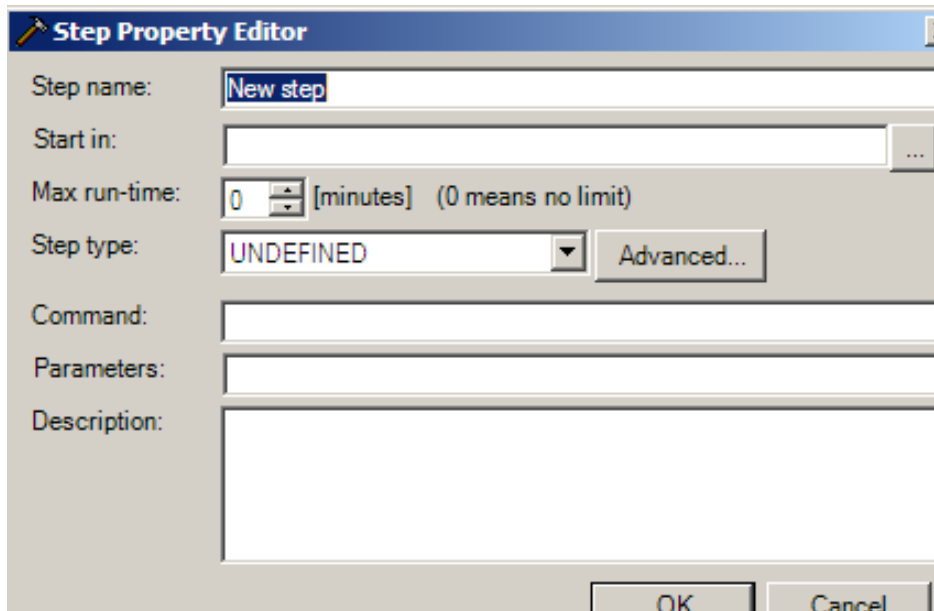 Step Property Editor
Step name: New step
Start in: ...
Max run-time: 0 [minutes] (0 means no limit)
Step type: UNDEFINED Advanced...
Command:
Parameters:
Description:
OK Cancel